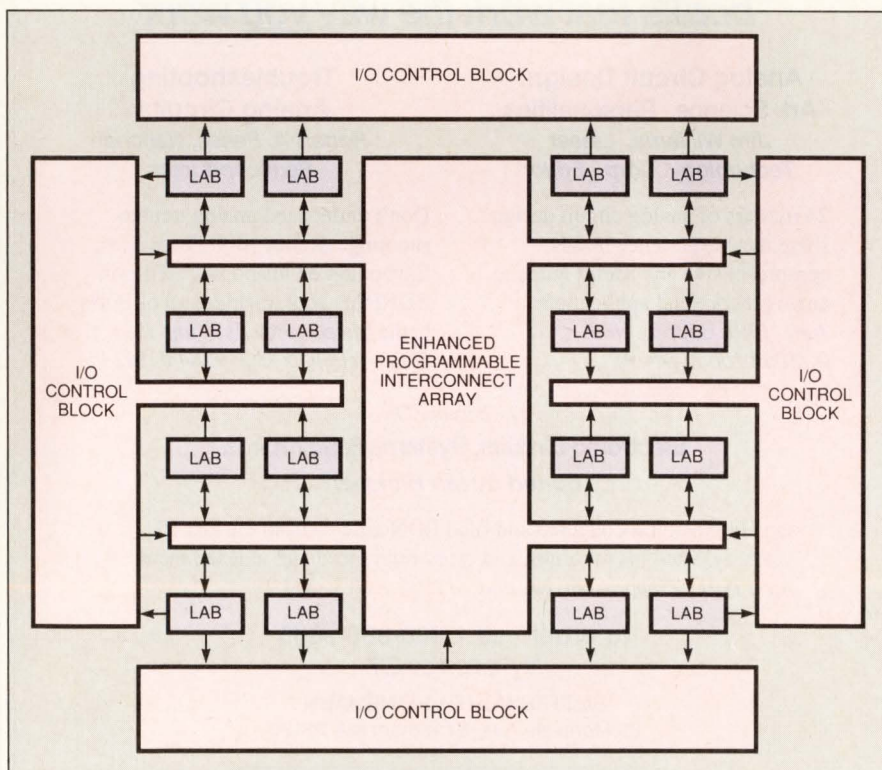 I/O CONTROL BLOCK
LAB LAB LAB LAB
LAB LAB LAB LAB
I/O
CONTROL
BLOCK
ENHANCED
PROGRAMMABLE
INTERCONNECT
ARRAY
I/O
CONTROL
BLOCK
LAB LAB LAB LAB
LAB LAB LAB LAB
I/O CONTROL BLOCK